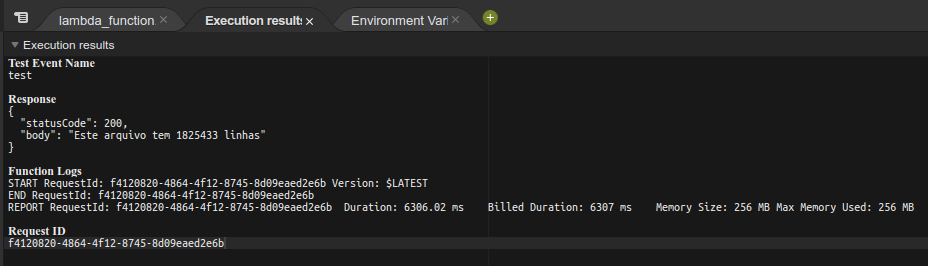 lambda_function.
Execution results
Environment Vari
Execution results
Test Event Name
test
Response
{
"statusCode": 200,
"body": "Este arquivo tem 1825433 linhas"
}
Function Logs
START RequestId: f4120820-4864-4f12-8745-8d09eaed2e6b Version: $LATEST
END RequestId: f4120820-4864-4f12-8745-8d09eaed2e6b
REPORT RequestId: f4120820-4864-4f12-8745-8d09eaed2e6b Duration: 6306.02 ms Billed Duration: 6307 ms Memory Size: 256 MB Max Memory Used: 256 MB
Request ID
f4120820-4864-4f12-8745-8d09eaed2e6b